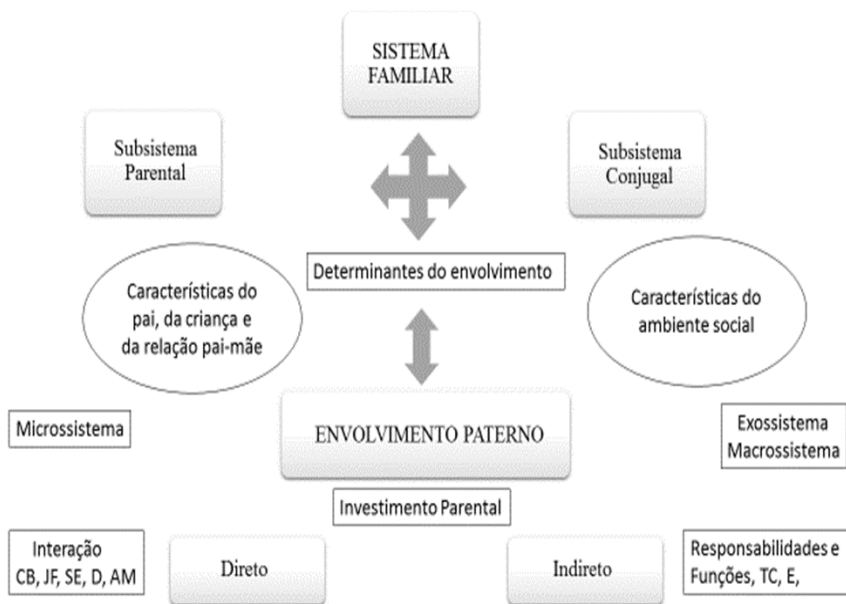 SISTEMA
FAMILIAR
Subsistema
Parental
Subsistema
Conjugal
Determinantes do envolvimento
Características do
pai, da criança e
da relação pai-mãe
Características do
ambiente social
Microssistema
ENVOLVIMENTO PATERNO
Exossistema
Macrossistema
Investimento Parental
Interação
CB, JF, SE, D, AM
Direto
Indireto
Responsabilidades e
Funções, TC, E,